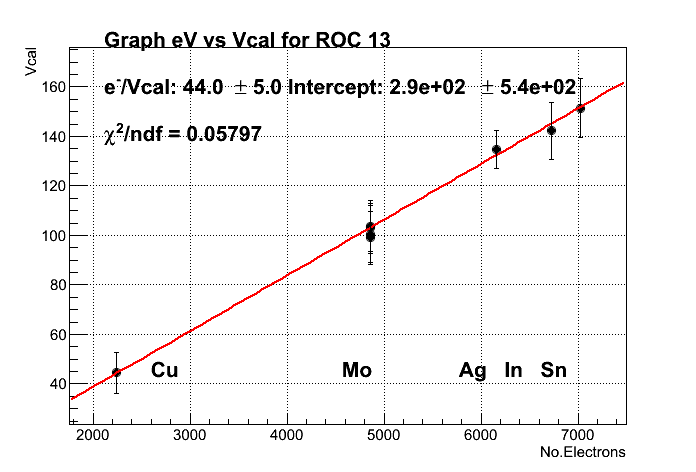 Graph eV vs Vcal for ROC 13
Vcal
e⁻/Vcal: 44.0 ± 5.0 Intercept: 2.9e+02 ± 5.4e+02
χ²/ndf = 0.05797
160
140
120
100
80
60
40
Cu Mo Ag In Sn
2000 3000 4000 5000 6000 7000
No.Electrons